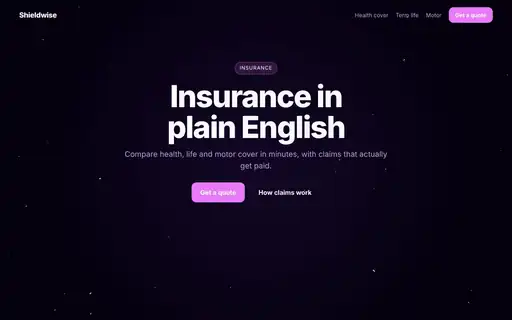 Shieldwise
Health cover
Term life
Motor
Get a quote
INSURANCE
Insurance in
plain English
Compare health, life and motor cover in minutes, with claims that actually
get paid.
Get a quote
How claims work